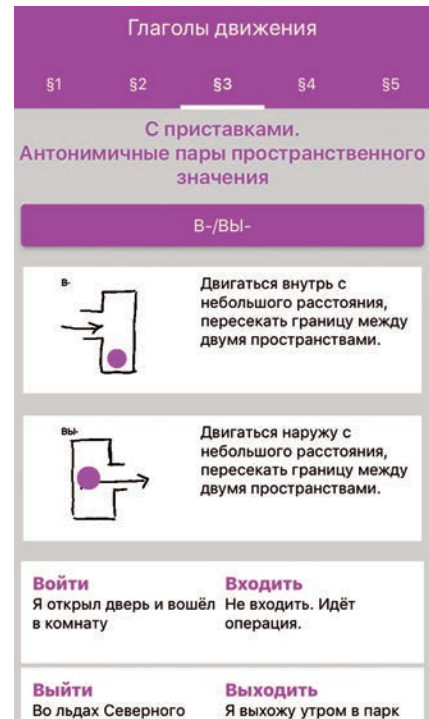 Глаголы движения
§1 §2 §3 §4 §5
С приставками.
Антонимичные пары пространственного
значения
В-/ВЫ-
В-
Двигаться внутрь с
небольшого расстояния,
пересекать границу между
двумя пространствами.
ВЫ-
Двигаться наружу с
небольшого расстояния,
пересекать границу между
двумя пространствами.
Войти
Я открыл дверь и вошёл
в комнату
Входить
Не входить. Идёт
операция.
Выйти
Во льдах Северного
Выходить
Я выхожу утром в парк